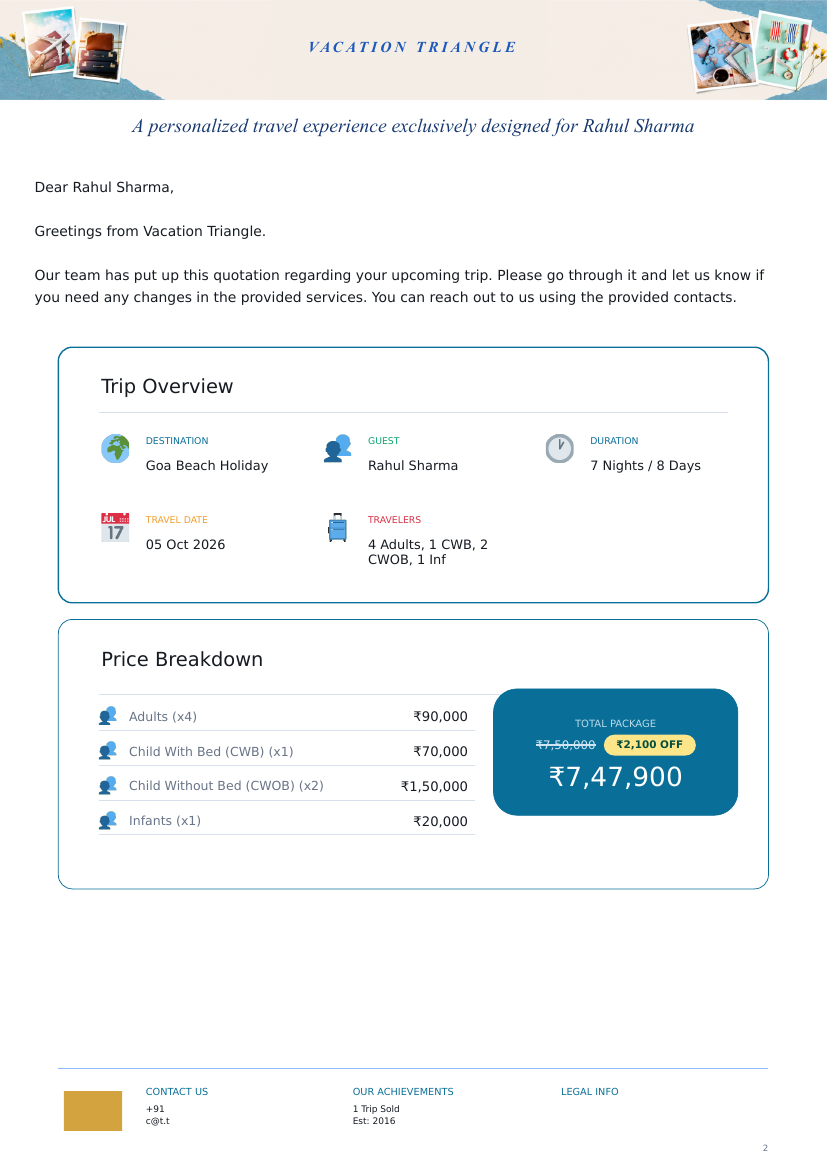 VACATION TRIANGLE
A personalized travel experience exclusively designed for Rahul Sharma
Dear Rahul Sharma,
Greetings from Vacation Triangle.
Our team has put up this quotation regarding your upcoming trip. Please go through it and let us know if
you need any changes in the provided services. You can reach out to us using the provided contacts.
Trip Overview
DESTINATION
Goa Beach Holiday
GUEST
Rahul Sharma
DURATION
7 Nights / 8 Days
JUL
17
TRAVEL DATE
05 Oct 2026
TRAVELERS
4 Adults, 1 CWB, 2
CWOB, 1 Inf
Price Breakdown
Adults (x4) ₹90,000
Child With Bed (CWB) (x1) ₹70,000
Child Without Bed (CWOB) (x2) ₹1,50,000
Infants (x1) ₹20,000
TOTAL PACKAGE
₹7,50,000 ₹2,100 OFF
₹7,47,900
CONTACT US
+91
c@t.t
OUR ACHIEVEMENTS
1 Trip Sold
Est: 2016
LEGAL INFO
2